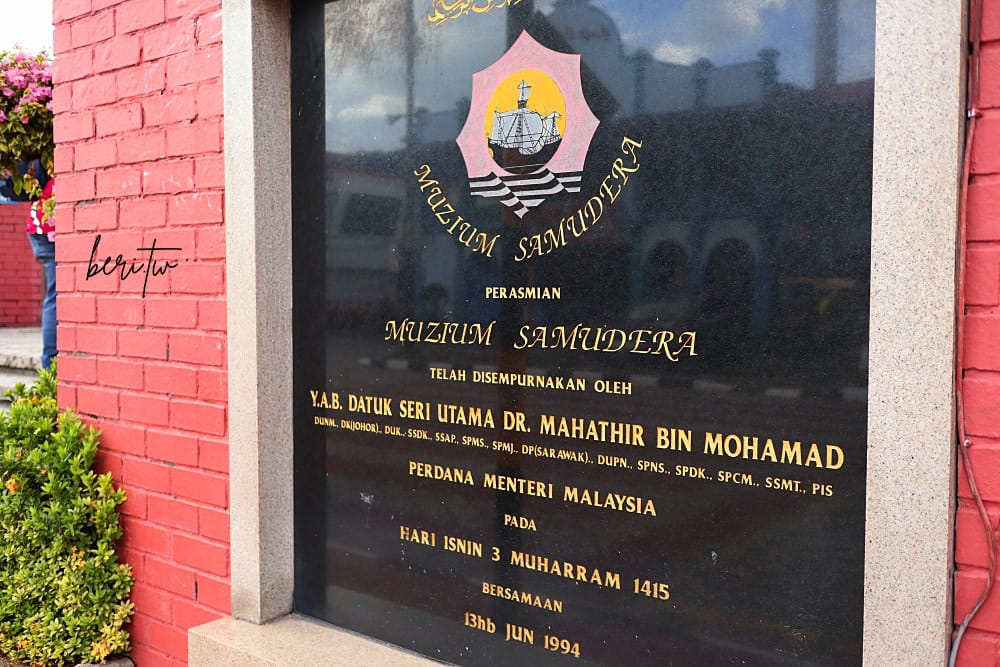 MUZIUM SAMUDERA
beri.tw
PERASMIAN
MUZIUM SAMUDERA
TELAH DISEMPURNAKAN OLEH
Y.A.B. DATUK SERI UTAMA DR. MAHATHIR BIN MOHAMAD
DUNM., DK(JOHOR)., DUK., SSDK., SSAP., SPMS., SPMJ., DP(SARAWAK)., DUPN., SPNS., SPDK., SPCM., SSMT., PIS
PERDANA MENTERI MALAYSIA
PADA
HARI ISNIN 3 MUHARRAM 1415
BERSAMAAN
13hb JUN 1994